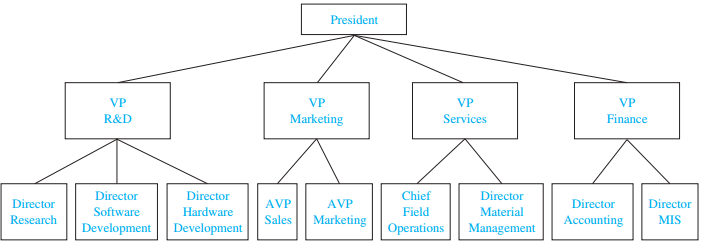 President
VP
R&D
VP
Marketing
VP
Services
VP
Finance
Director
Research
Director
Software
Development
Director
Hardware
Development
AVP
Sales
AVP
Marketing
Chief
Field
Operations
Director
Material
Management
Director
Accounting
Director
MIS